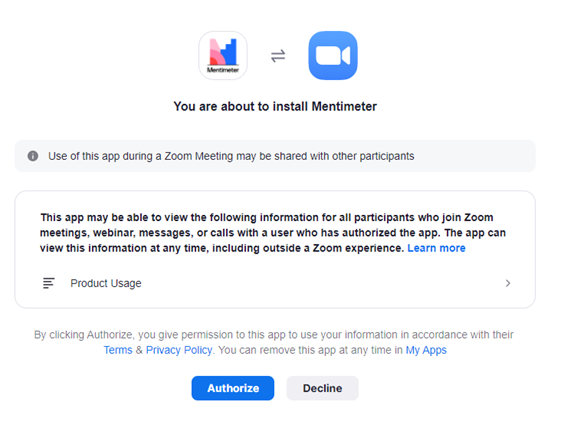 Mentimeter
You are about to install Mentimeter
Use of this app during a Zoom Meeting may be shared with other participants
This app may be able to view the following information for all participants who join Zoom
meetings, webinar, messages, or calls with a user who has authorized the app. The app can
view this information at any time, including outside a Zoom experience. Learn more
Product Usage
By clicking Authorize, you give permission to this app to use your information in accordance with their
Terms & Privacy Policy. You can remove this app at any time in My Apps
Authorize Decline